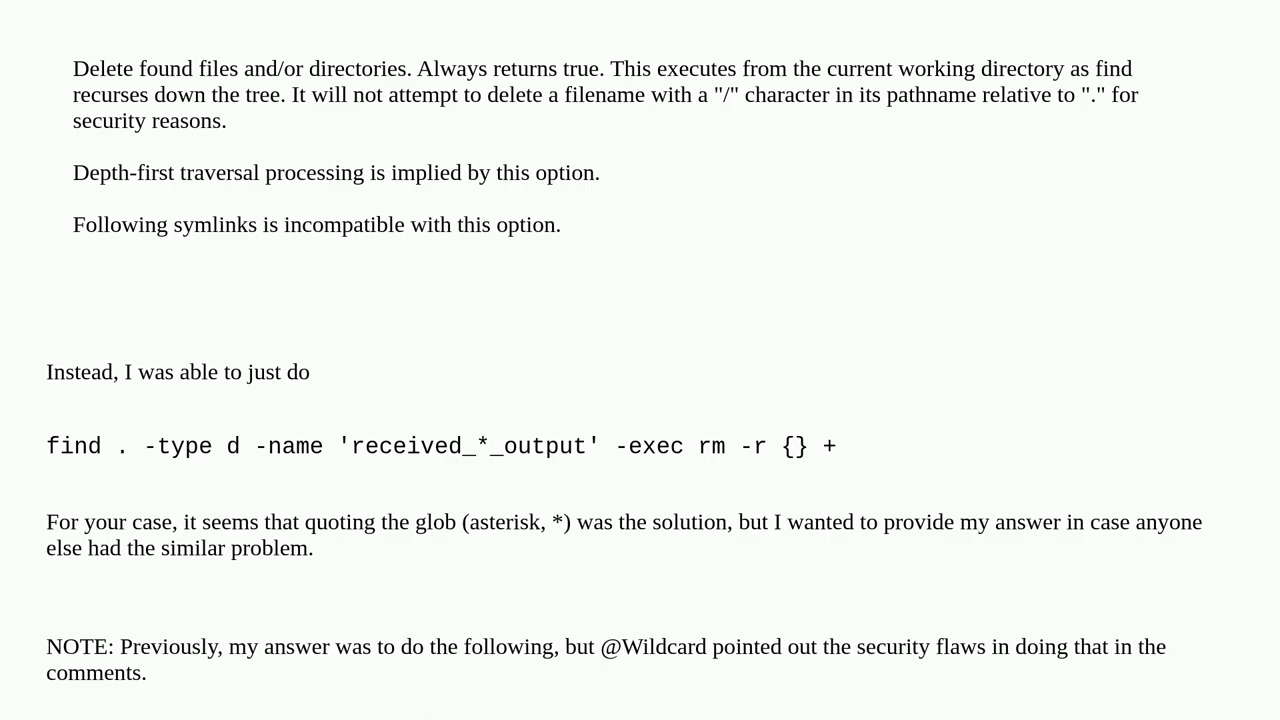 Delete found files and/or directories. Always returns true. This executes from the current working directory as find
recurses down the tree. It will not attempt to delete a filename with a "/" character in its pathname relative to "." for
security reasons.
Depth-first traversal processing is implied by this option.
Following symlinks is incompatible with this option.
Instead, I was able to just do
find . -type d -name 'received_*_output' -exec rm -r {} +
For your case, it seems that quoting the glob (asterisk, *) was the solution, but I wanted to provide my answer in case anyone
else had the similar problem.
NOTE: Previously, my answer was to do the following, but @Wildcard pointed out the security flaws in doing that in the
comments.